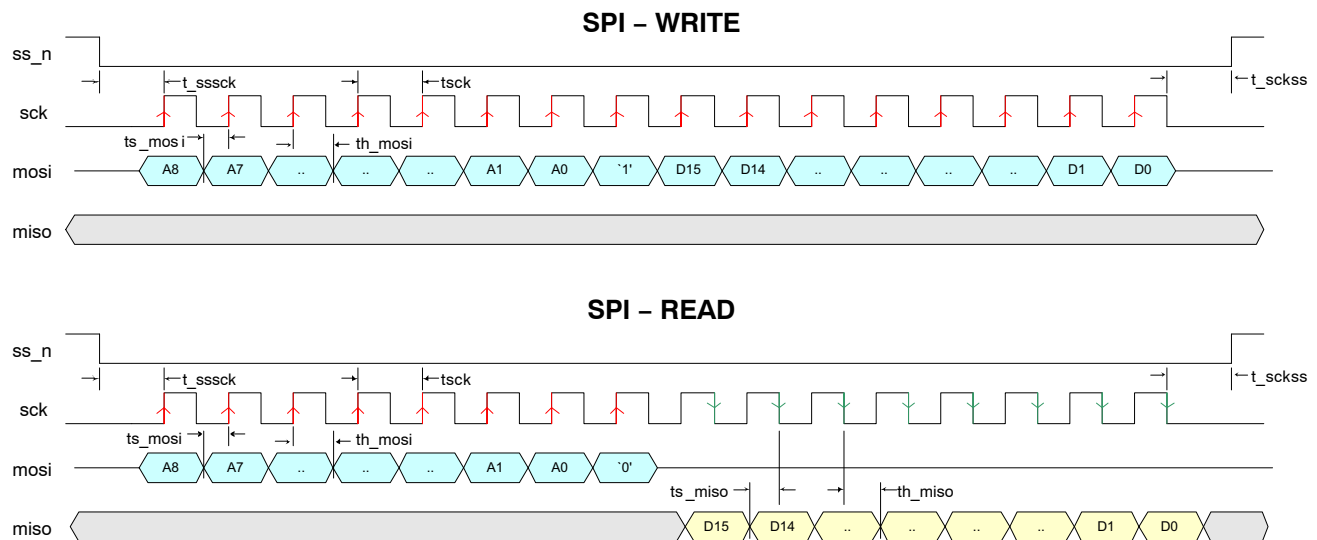 SPI – WRITE
ss_n
t_sssck tsck t_sckss
sck
ts_mosi th_mosi
mosi A8 A7 .. .. .. A1 A0 `1' D15 D14 .. .. .. .. D1 D0
miso
SPI – READ
ss_n
t_sssck tsck t_sckss
sck
ts_mosi th_mosi
mosi A8 A7 .. .. .. A1 A0 `0'
ts_miso th_miso
miso D15 D14 .. .. .. .. D1 D0